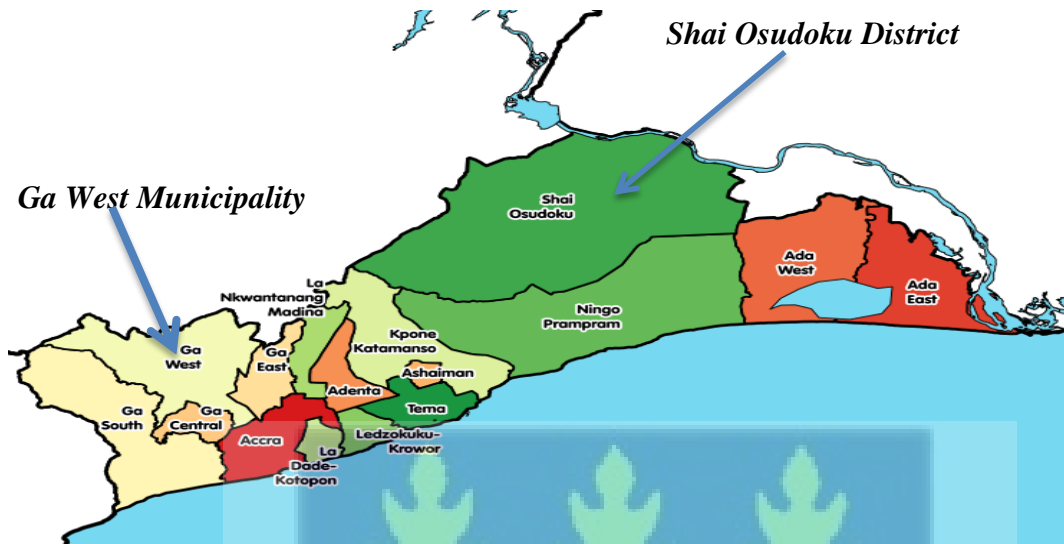 Shai Osudoku District
Ga West Municipality
Shai
Osudoku
La
Nkwantanang
Madina
Ada
West
Ada
East
Ningo
Prampram
Kpone
Katamanso
Ga
West
Ga
East
Ashaiman
Adenta
Tema
Ga
South
Ga
Central
Accra
La
Dade-
Kotopon
Ledzokuku-
Krowor